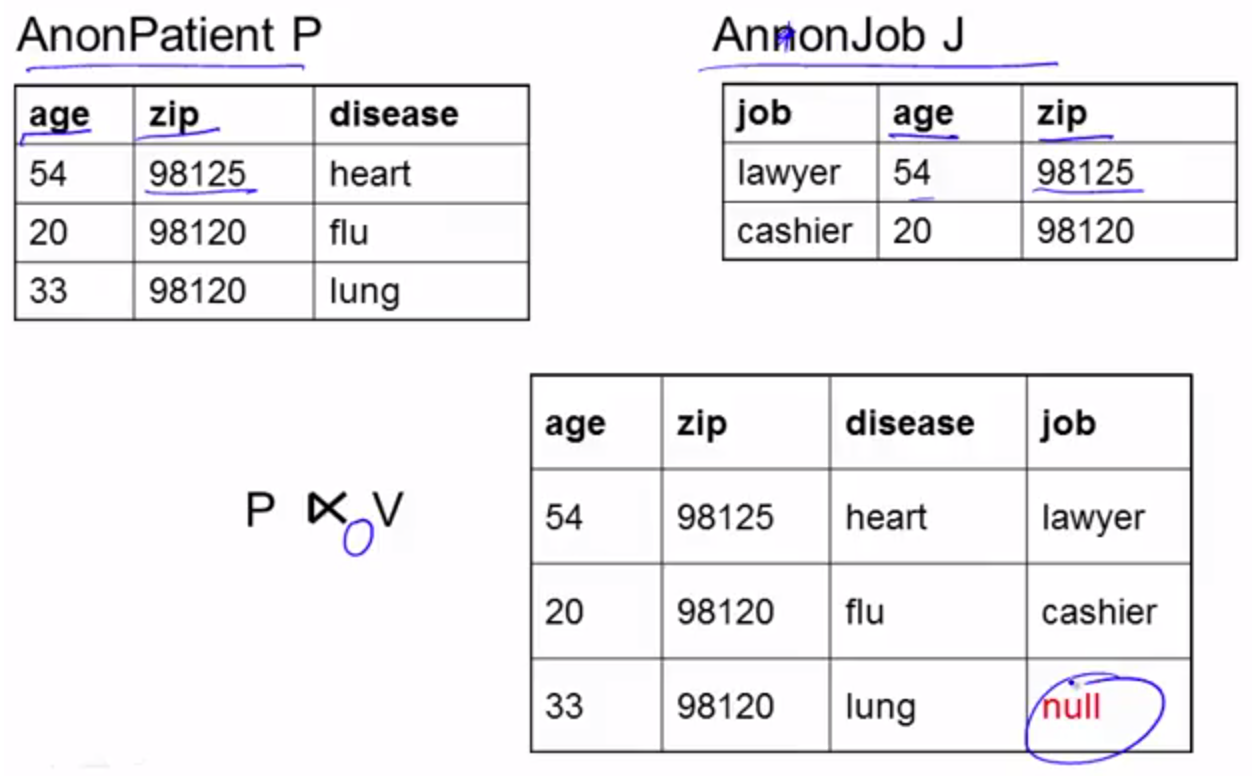 AnonPatient P
age zip disease
54 98125 heart
20 98120 flu
33 98120 lung
AnnonJob J
job age zip
lawyer 54 98125
cashier 20 98120
P ⋉o V
age zip disease job
54 98125 heart lawyer
20 98120 flu cashier
33 98120 lung null